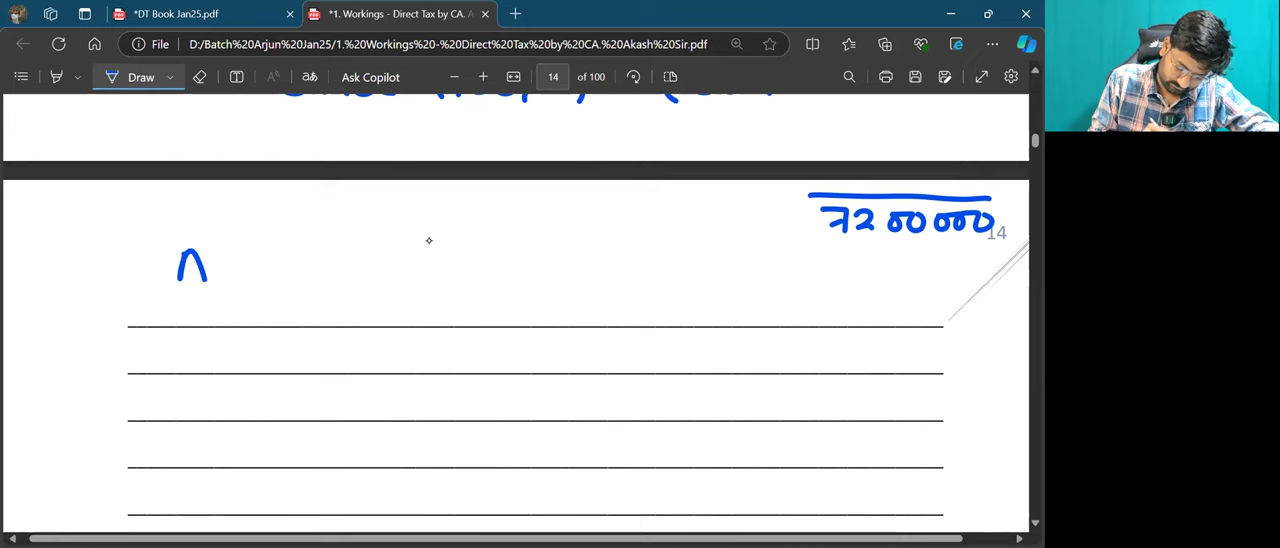 *DT Book Jan25.pdf
*1. Workings - Direct Tax by CA. A
File
D:/Batch%20Arjun%20Jan25/1.%20Workings%20-%20Direct%20Tax%20by%20CA.%20Akash%20Sir.pdf
Draw
Ask Copilot
14 of 100
7200000
14